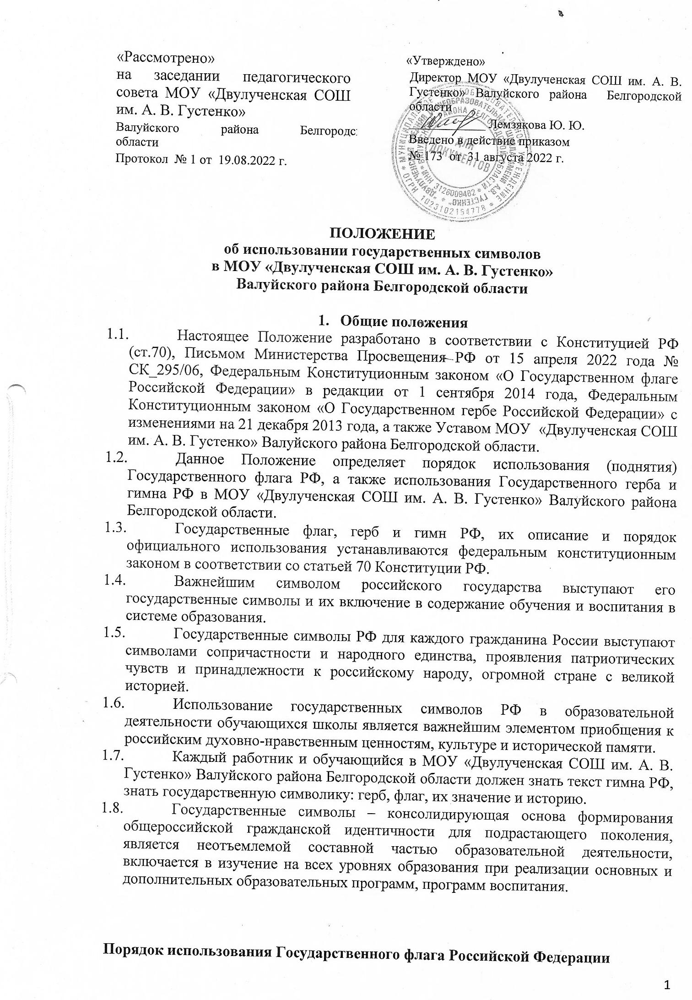 «Рассмотрено»
на заседании педагогического
совета МОУ «Двулученская СОШ
им. А. В. Густенко»
Валуйского района Белгородс
области
Протокол № 1 от 19.08.2022 г.
«Утверждено»
Директор МОУ «Двулученская СОШ им. А. В.
Густенко» Валуйского района Белгородской
области
Лемзякова Ю. Ю.
Введено в действие приказом
№ 173 от 31 августа 2022 г.
ДЛЯ
ДОКУМЕНТОВ
ИНН 3126009482
ОГРН 1023102154778
ПОЛОЖЕНИЕ
об использовании государственных символов
в МОУ «Двулученская СОШ им. А. В. Густенко»
Валуйского района Белгородской области
1. Общие положения
1.1. Настоящее Положение разработано в соответствии с Конституцией РФ
(ст.70), Письмом Министерства Просвещения РФ от 15 апреля 2022 года №
СК_295/06, Федеральным Конституционным законом «О Государственном флаге
Российской Федерации» в редакции от 1 сентября 2014 года, Федеральным
Конституционным законом «О Государственном гербе Российской Федерации» с
изменениями на 21 декабря 2013 года, а также Уставом МОУ «Двулученская СОШ
им. А. В. Густенко» Валуйского района Белгородской области.
1.2. Данное Положение определяет порядок использования (поднятия)
Государственного флага РФ, а также использования Государственного герба и
гимна РФ в МОУ «Двулученская СОШ им. А. В. Густенко» Валуйского района
Белгородской области.
1.3. Государственные флаг, герб и гимн РФ, их описание и порядок
официального использования устанавливаются федеральным конституционным
законом в соответствии со статьей 70 Конституции РФ.
1.4. Важнейшим символом российского государства выступают его
государственные символы и их включение в содержание обучения и воспитания в
системе образования.
1.5. Государственные символы РФ для каждого гражданина России выступают
символами сопричастности и народного единства, проявления патриотических
чувств и принадлежности к российскому народу, огромной стране с великой
историей.
1.6. Использование государственных символов РФ в образовательной
деятельности обучающихся школы является важнейшим элементом приобщения к
российским духовно-нравственным ценностям, культуре и исторической памяти.
1.7. Каждый работник и обучающийся в МОУ «Двулученская СОШ им. А. В.
Густенко» Валуйского района Белгородской области должен знать текст гимна РФ,
знать государственную символику: герб, флаг, их значение и историю.
1.8. Государственные символы – консолидирующая основа формирования
общероссийской гражданской идентичности для подрастающего поколения,
является неотъемлемой составной частью образовательной деятельности,
включается в изучение на всех уровнях образования при реализации основных и
дополнительных образовательных программ, программ воспитания.
Порядок использования Государственного флага Российской Федерации
1